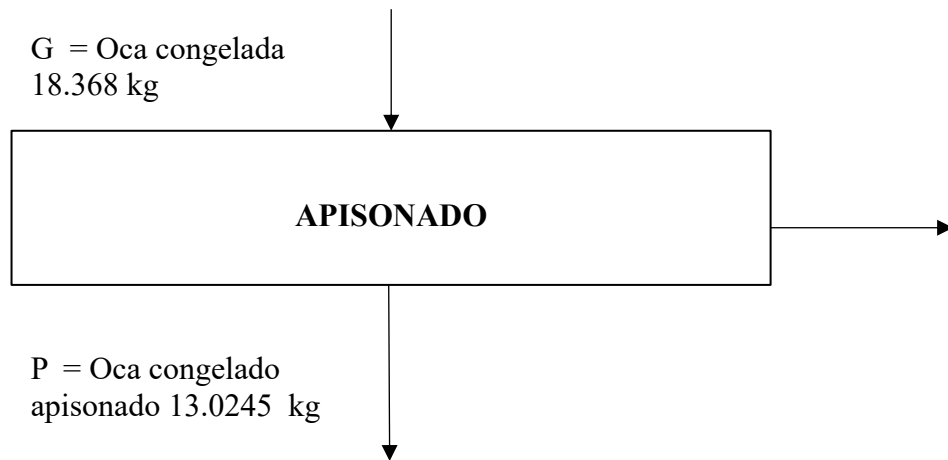 G = Oca congelada
18.368 kg
APISONADO
P = Oca congelado
apisonado 13.0245 kg